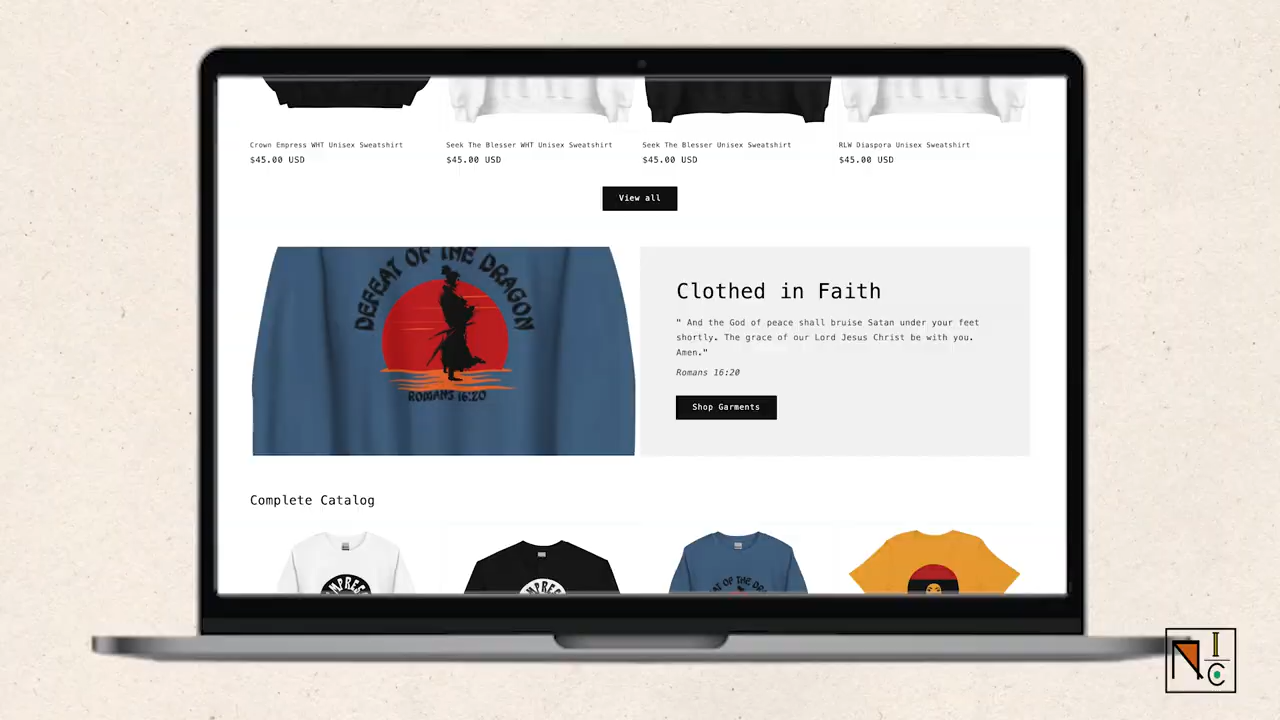 Crown Empress WHT Unisex Sweatshirt
Seek The Blesser WHT Unisex Sweatshirt
Seek The Blesser Unisex Sweatshirt
RLW Diaspora Unisex Sweatshirt
$45.00 USD
$45.00 USD
$45.00 USD
$45.00 USD
View all
DEFEAT OF THE DRAGON
ROMANS 16:20
Clothed in Faith
" And the God of peace shall bruise Satan under your feet
shortly. The grace of our Lord Jesus Christ be with you.
Amen."
Romans 16:20
Shop Garments
Complete Catalog